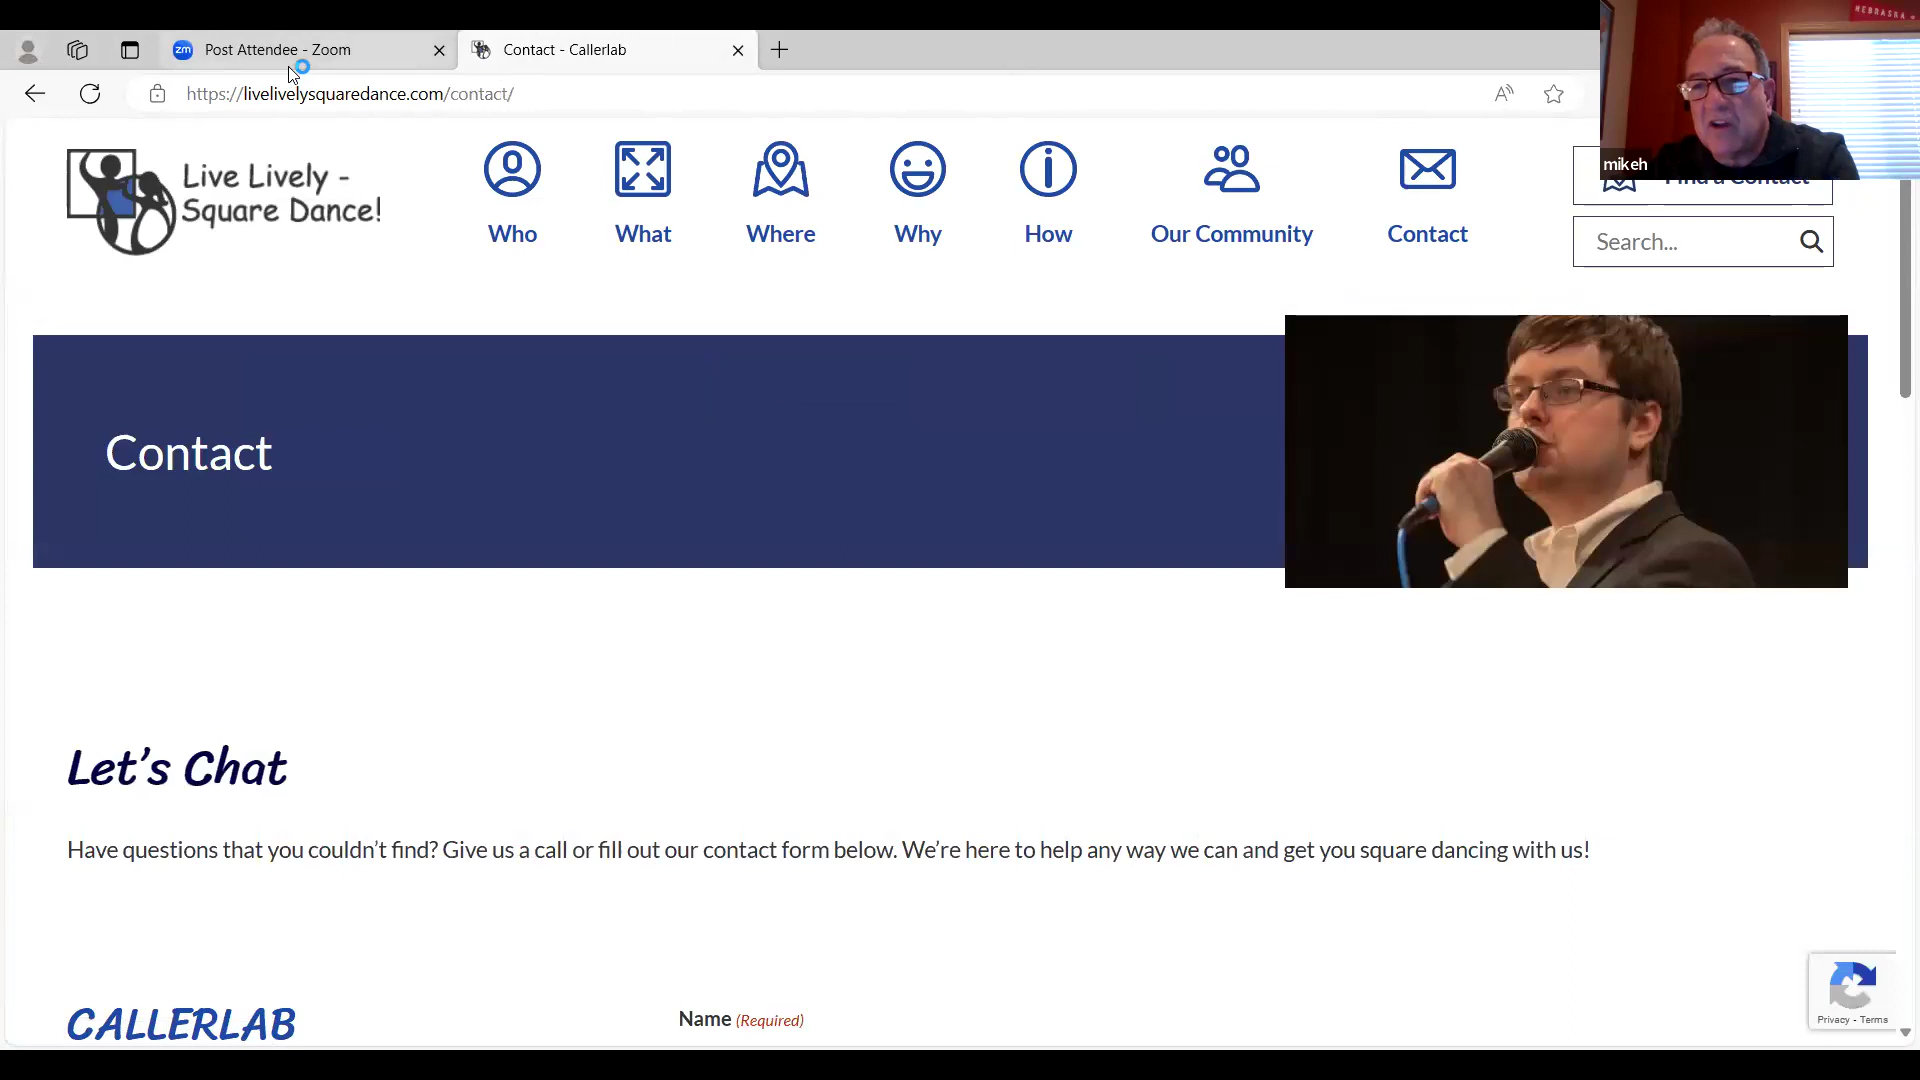 Post Attendee - Zoom
Contact - Callerlab
https://livelivelysquaredance.com/contact/
NEBRASKA
mikeh
Live Lively -
Square Dance!
Who
What
Where
Why
How
Our Community
Contact
Find a Contact
Search...
Contact
Let's Chat
Have questions that you couldn't find? Give us a call or fill out our contact form below. We're here to help any way we can and get you square dancing with us!
CALLERLAB
Name (Required)
Privacy - Terms